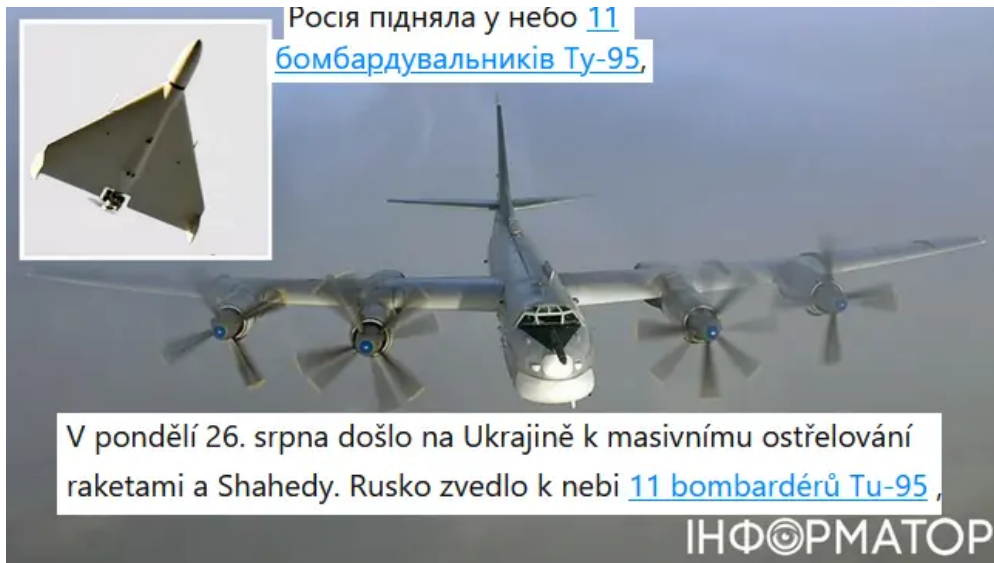 Росія підняла у небо 11
бомбардувальників Ту-95,
V pondělí 26. srpna došlo na Ukrajině k masivnímu ostřelování
raketami a Shahedy. Rusko zvedlo k nebi 11 bombardérů Tu-95 ,
ІНФОРМАТОР